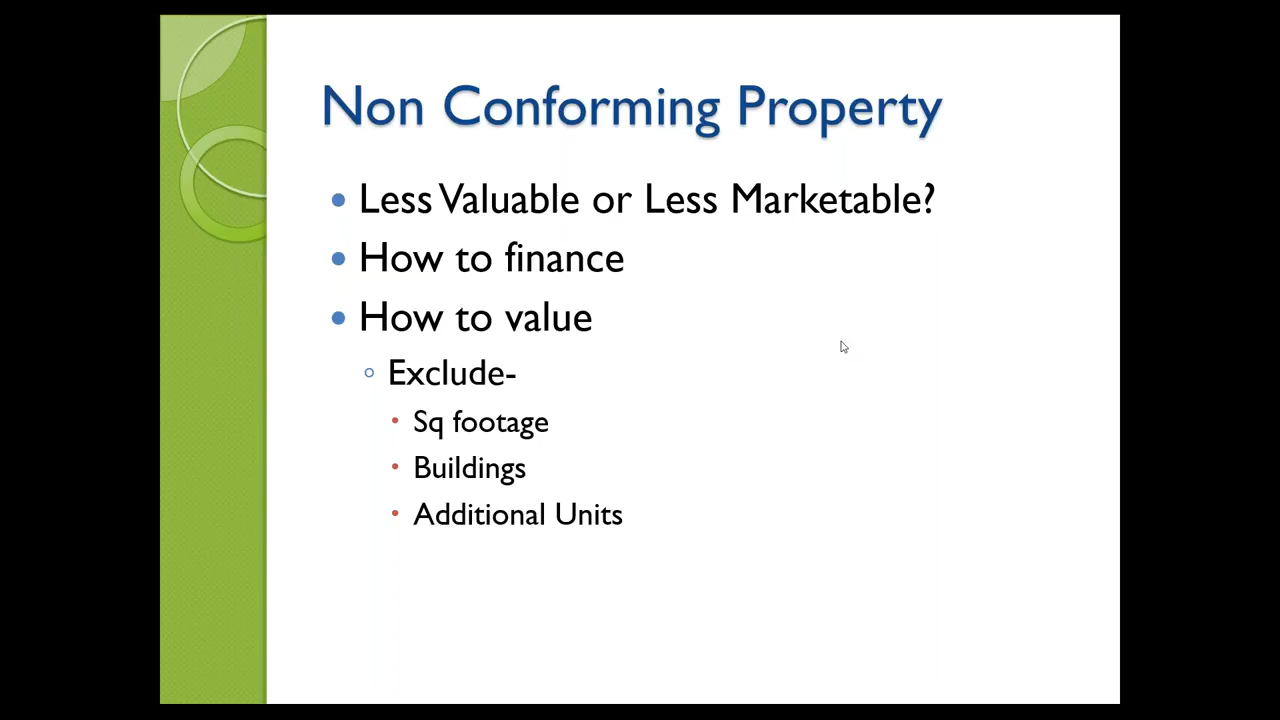 Non Conforming Property
Less Valuable or Less Marketable?
How to finance
How to value
Exclude-
Sq footage
Buildings
Additional Units